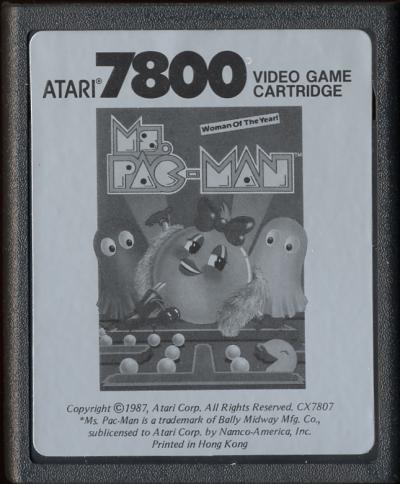 ATARI® 7800® VIDEO GAME
CARTRIDGE
Woman Of The Year!
MS.
PAC-MAN™
Copyright ©1987, Atari Corp. All Rights Reserved. CX7807
*Ms. Pac-Man is a trademark of Bally Midway Mfg. Co.,
sublicensed to Atari Corp. by Namco-America, Inc.
Printed in Hong Kong